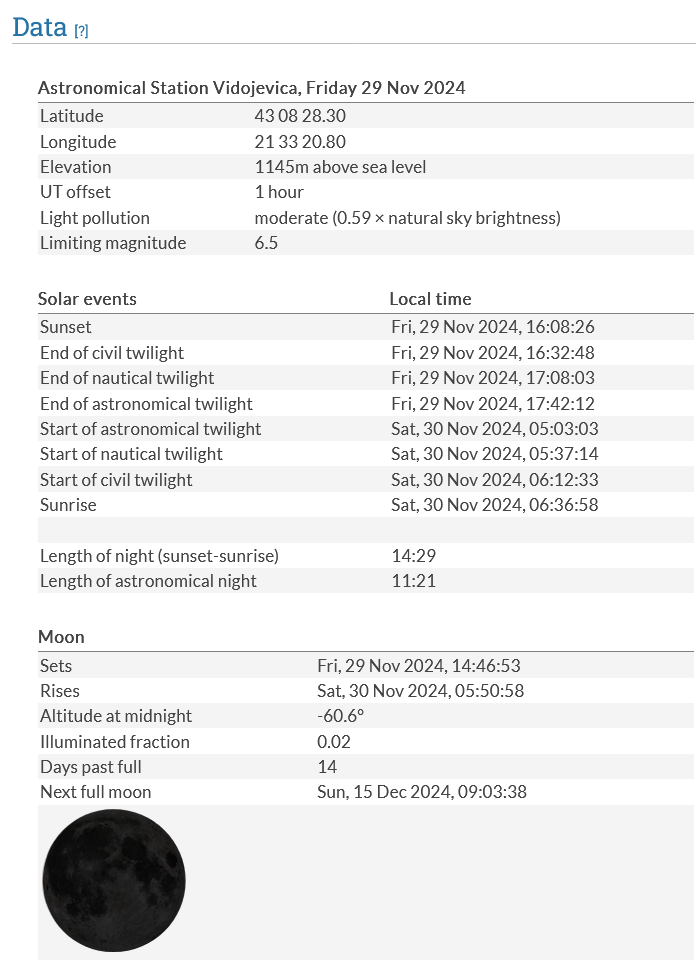 Data [?]
Astronomical Station Vidojevica, Friday 29 Nov 2024
Latitude 43 08 28.30
Longitude 21 33 20.80
Elevation 1145m above sea level
UT offset 1 hour
Light pollution moderate (0.59 × natural sky brightness)
Limiting magnitude 6.5
Solar events Local time
Sunset Fri, 29 Nov 2024, 16:08:26
End of civil twilight Fri, 29 Nov 2024, 16:32:48
End of nautical twilight Fri, 29 Nov 2024, 17:08:03
End of astronomical twilight Fri, 29 Nov 2024, 17:42:12
Start of astronomical twilight Sat, 30 Nov 2024, 05:03:03
Start of nautical twilight Sat, 30 Nov 2024, 05:37:14
Start of civil twilight Sat, 30 Nov 2024, 06:12:33
Sunrise Sat, 30 Nov 2024, 06:36:58
Length of night (sunset-sunrise) 14:29
Length of astronomical night 11:21
Moon
Sets Fri, 29 Nov 2024, 14:46:53
Rises Sat, 30 Nov 2024, 05:50:58
Altitude at midnight -60.6º
Illuminated fraction 0.02
Days past full 14
Next full moon Sun, 15 Dec 2024, 09:03:38